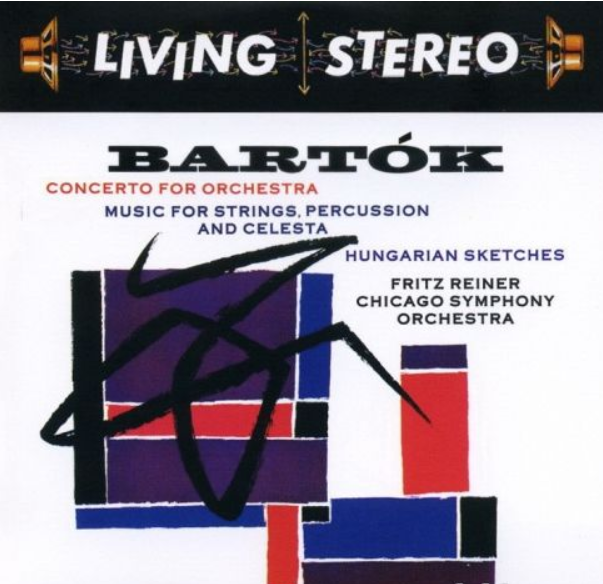 LIVING STEREO
BARTÓK
CONCERTO FOR ORCHESTRA
MUSIC FOR STRINGS, PERCUSSION
AND CELESTA
HUNGARIAN SKETCHES
FRITZ REINER
CHICAGO SYMPHONY
ORCHESTRA